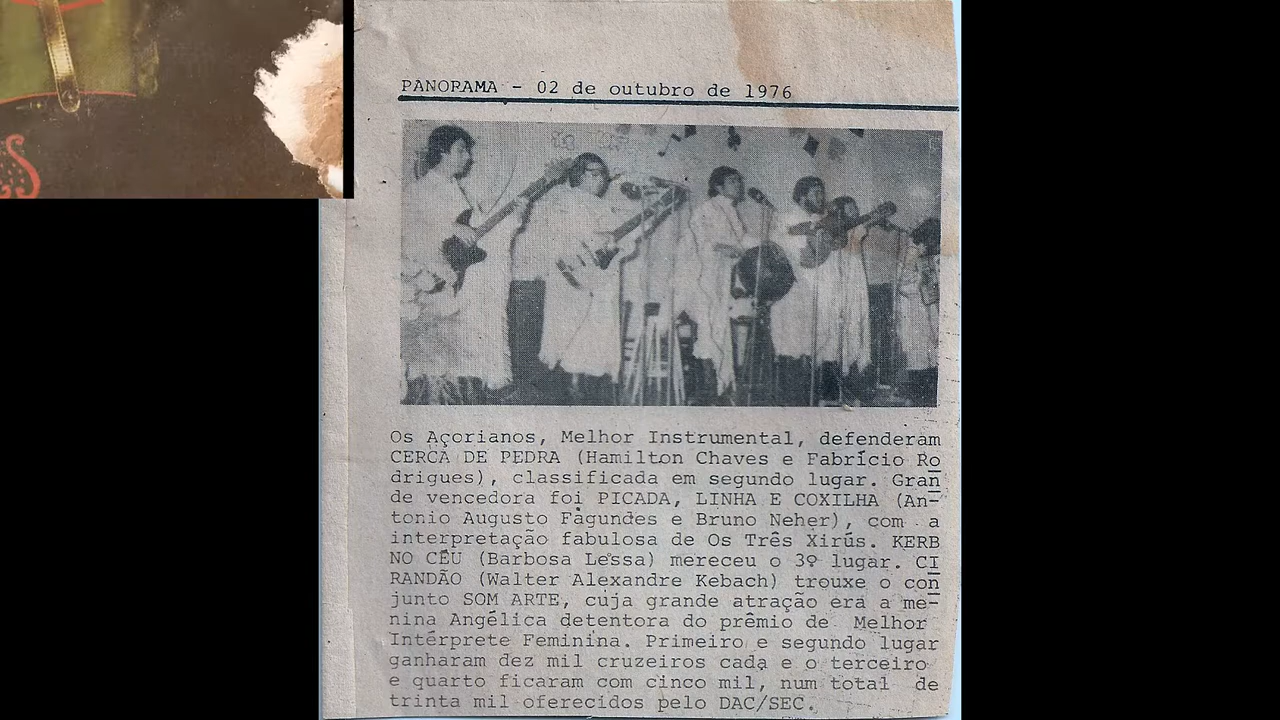 PANORAMA - 02 de outubro de 1976
Os Açorianos, Melhor Instrumental, defenderam
CERCA DE PEDRA (Hamilton Chaves e Fabrício Ro
drigues), classificada em segundo lugar. Gran
de vencedora foi PICADA, LINHA E COXILHA (An-
tonio Augusto Fagundes e Bruno Neher), com a
interpretação fabulosa de Os Três Xirús. KERB
NO CÉU (Barbosa Lessa) mereceu o 3º lugar. CI
RANDÃO (Walter Alexandre Kebach) trouxe o con
junto SOM ARTE, cuja grande atração era a me-
nina Angélica detentora do prêmio de Melhor
Intérprete Feminina. Primeiro e segundo lugar
ganharam dez mil cruzeiros cada e o terceiro
e quarto ficaram com cinco mil, num total de
trinta mil oferecidos pelo DAC/SEC.